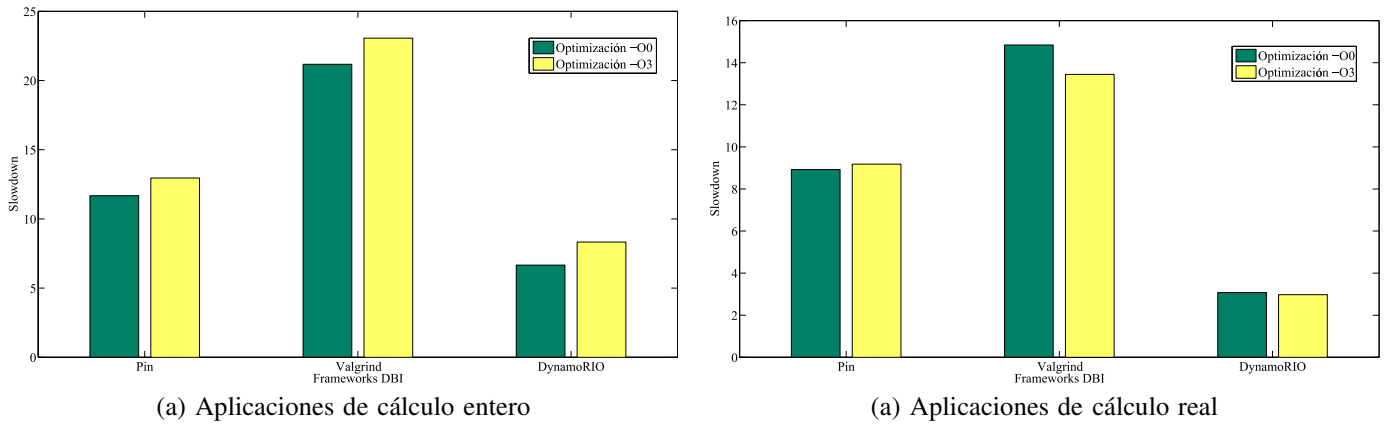 25
20
15
10
5
0
Slowdown
Optimización −O0
Optimización −O3
Pin
Valgrind
DynamoRIO
Frameworks DBI
(a) Aplicaciones de cálculo entero
16
14
12
10
8
6
4
2
0
Slowdown
Optimización −O0
Optimización −O3
Pin
Valgrind
DynamoRIO
Frameworks DBI
(a) Aplicaciones de cálculo real